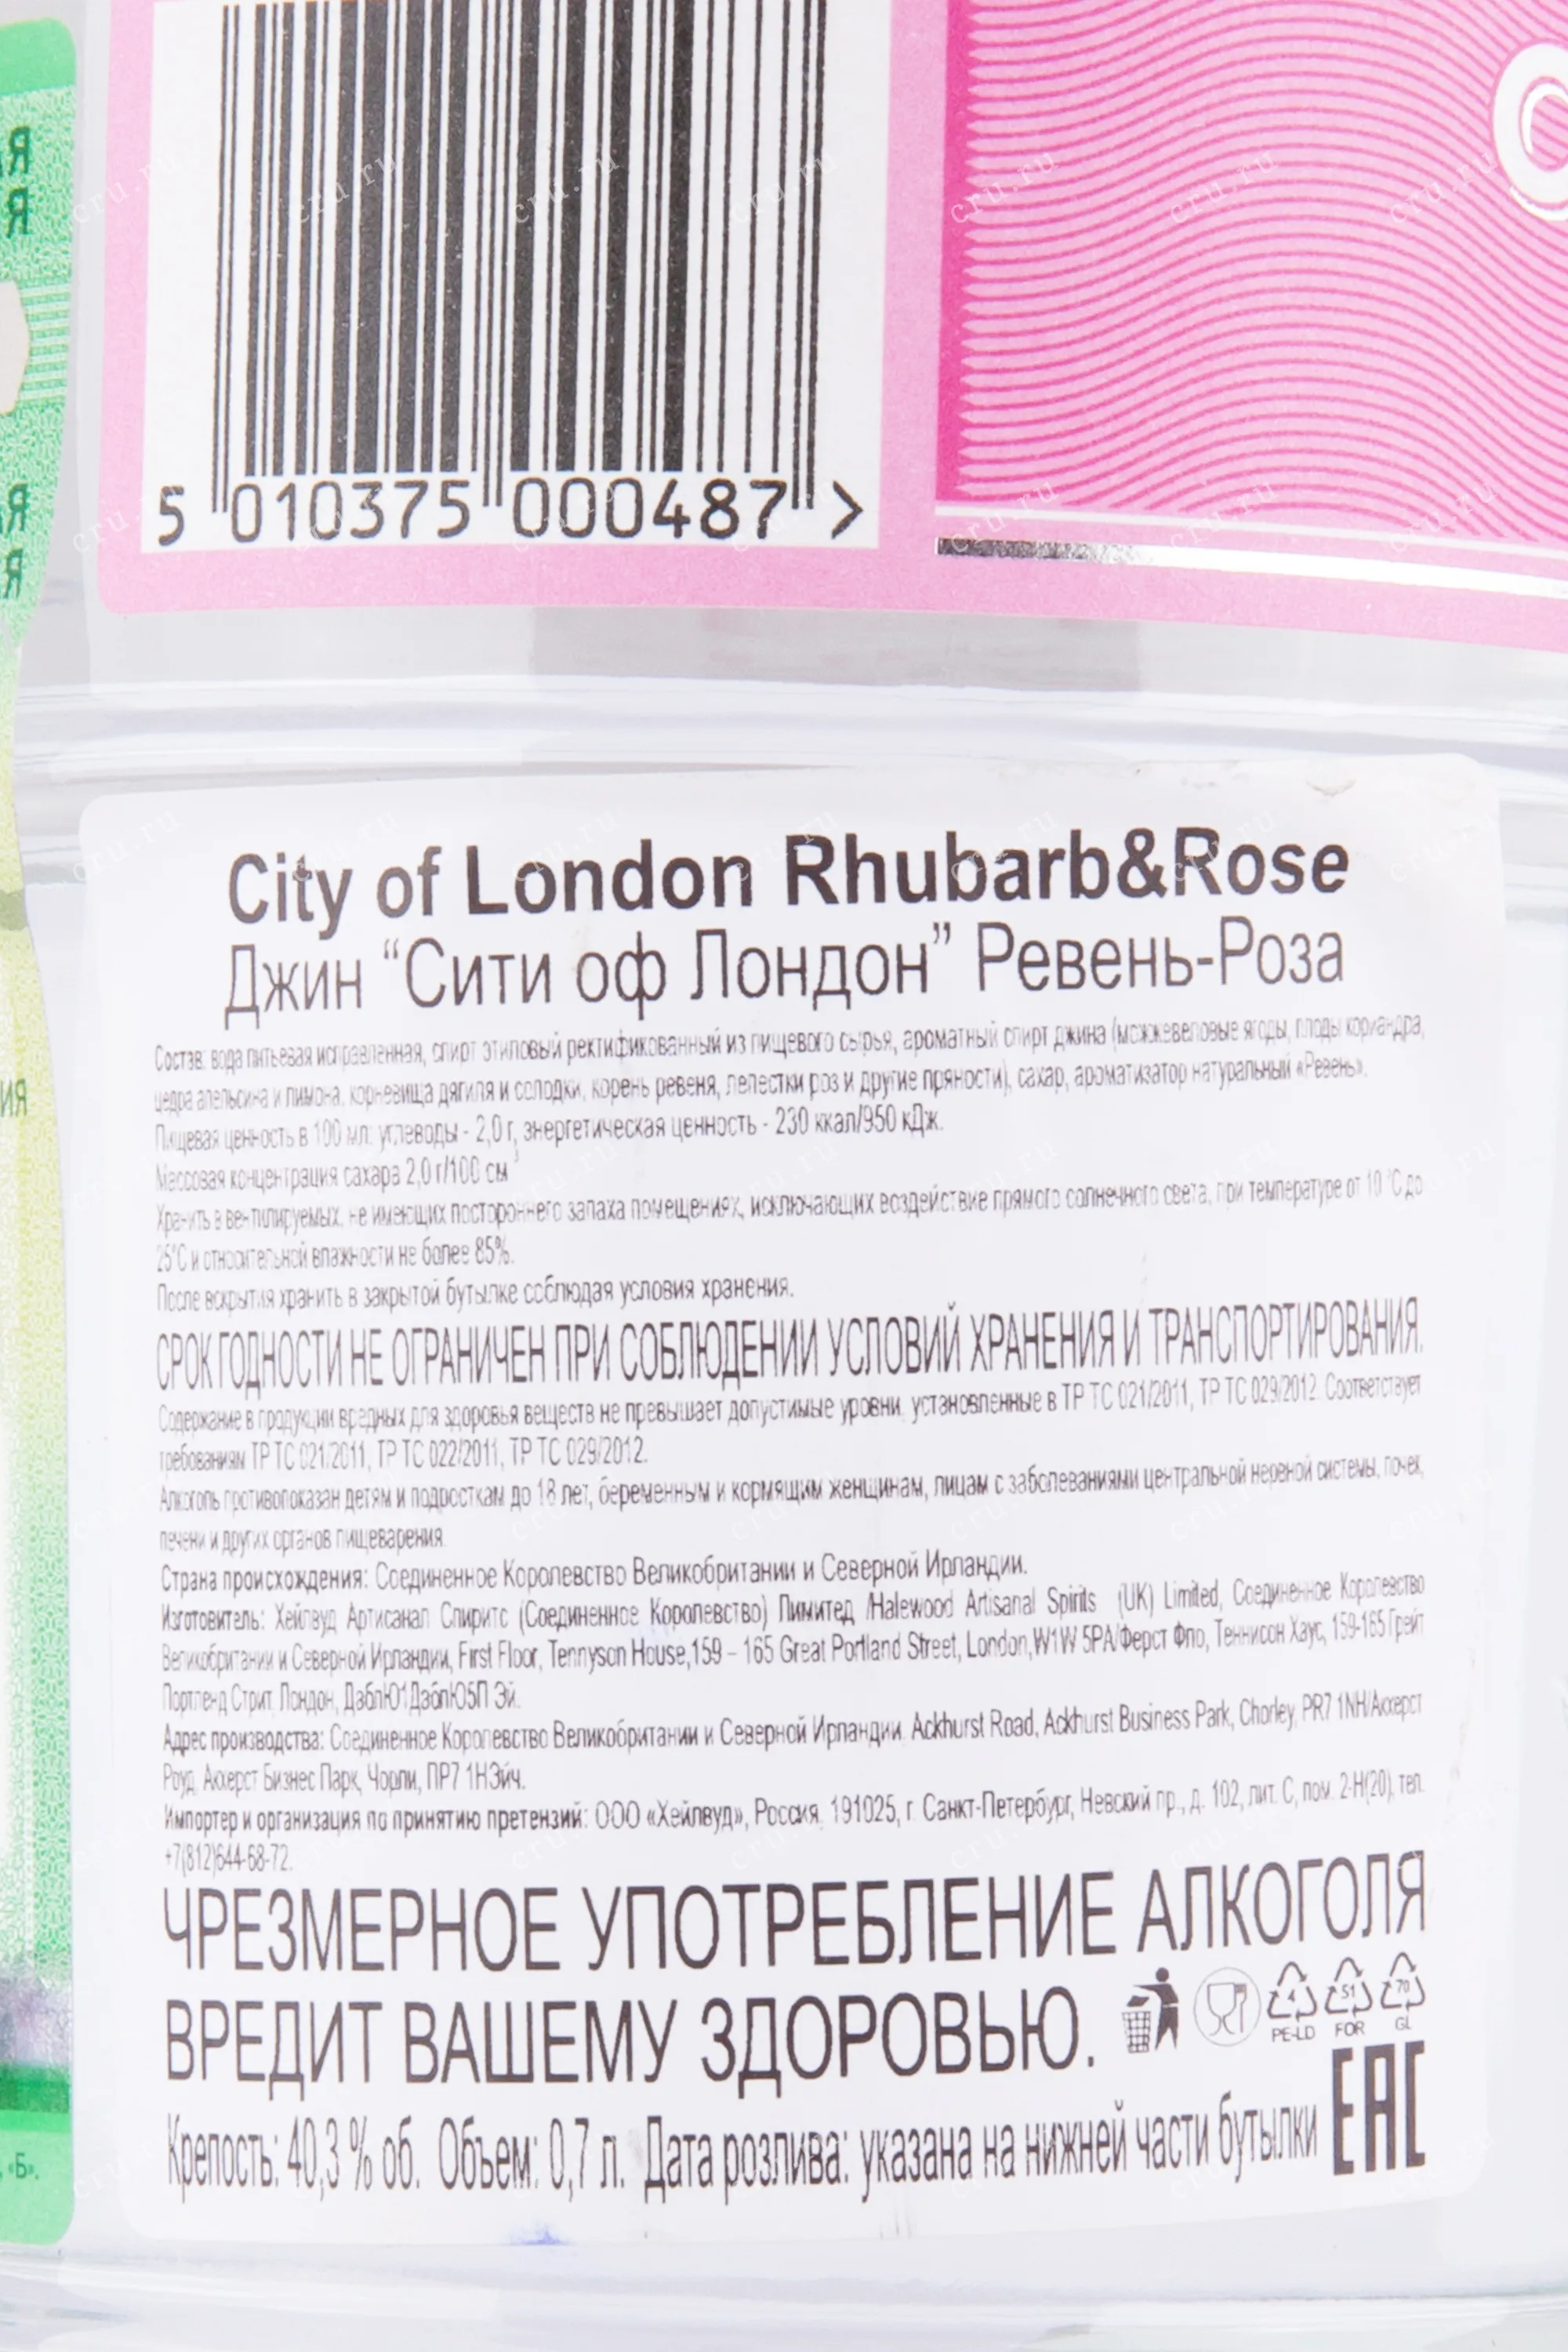 5 010375 000487 >
City of London Rhubarb&Rose
Джин “Сити оф Лондон” Ревень-Роза
Состав: вода питьевая исправленная, спирт этиловый ректификованный из пищевого сырья, ароматный спирт джина (можжевеловые ягоды, плоды кориандра,
цедра апельсина и лимона, корневища дягиля и солодки, корень ревеня, лепестки роз и другие пряности), сахар, ароматизатор натуральный «Ревень».
Пищевая ценность в 100 мл: углеводы - 2,0 г, энергетическая ценность - 230 ккал/950 кДж.
Массовая концентрация сахара 2,0 г/100 см³
Хранить в вентилируемых, не имеющих постороннего запаха помещениях, исключающих воздействие прямого солнечного света, при температуре от 10 °С до
25°С и относительной влажности не более 85%.
После вскрытия хранить в закрытой бутылке соблюдая условия хранения.
СРОК ГОДНОСТИ НЕ ОГРАНИЧЕН ПРИ СОБЛЮДЕНИИ УСЛОВИЙ ХРАНЕНИЯ И ТРАНСПОРТИРОВАНИЯ.
Содержание в продукции вредных для здоровья веществ не превышает допустимые уровни, установленные в ТР ТС 021/2011, ТР ТС 029/2012. Соответствует
требованиям ТР ТС 021/2011, ТР ТС 022/2011, ТР ТС 029/2012.
Алкоголь противопоказан детям и подросткам до 18 лет, беременным и кормящим женщинам, лицам с заболеваниями центральной нервной системы, почек,
печени и других органов пищеварения.
Страна происхождения: Соединенное Королевство Великобритании и Северной Ирландии.
Изготовитель: Хейлвуд Артисанал Спиритс (Соединенное Королевство) Лимитед /Halewood Artisanal Spirits (UK) Limited, Соединенное Королевство
Великобритании и Северной Ирландии, First Floor, Tennyson House,159 – 165 Great Portland Street, London,W1W 5PA/Ферст Фло, Теннисон Хаус, 159-165 Грейт
Портленд Стрит, Лондон, ДаблЮ1ДаблЮ5П Эй.
Адрес производства: Соединенное Королевство Великобритании и Северной Ирландии. Ackhurst Road, Ackhurst Business Park, Chorley, PR7 1NH/Акхерст
Роуд, Акхерст Бизнес Парк, Чорли, ПР7 1НЭйч.
Импортер и организация по принятию претензий: ООО «Хейлвуд», Россия, 191025, г. Санкт-Петербург, Невский пр., д. 102, лит. С, пом. 2-Н(20), тел.
+7(812)644-68-72.
ЧРЕЗМЕРНОЕ УПОТРЕБЛЕНИЕ АЛКОГОЛЯ
ВРЕДИТ ВАШЕМУ ЗДОРОВЬЮ.
4 51 70
PE-LD FOR GL
Крепость: 40,3 % об. Объем: 0,7 л. Дата розлива: указана на нижней части бутылки EAC
«Б».
cru.ru